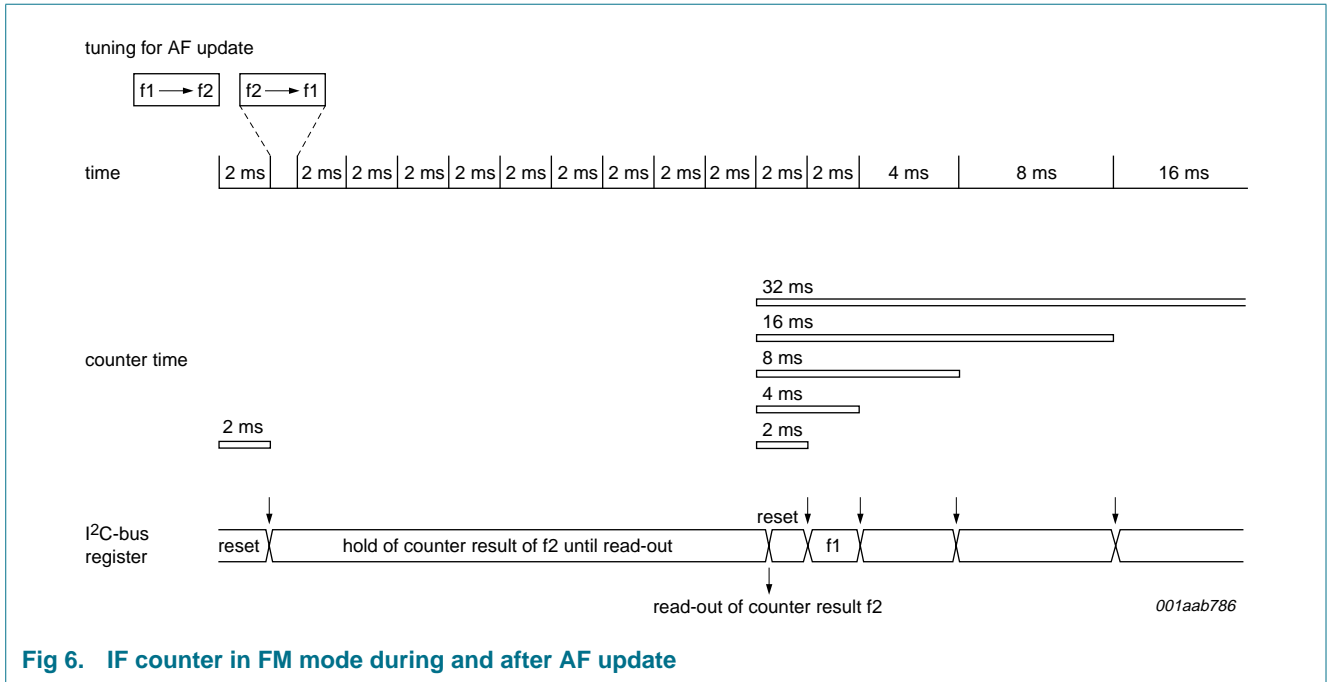 tuning for AF update
f1 → f2 f2 → f1
time 2 ms 2 ms 2 ms 2 ms 2 ms 2 ms 2 ms 2 ms 2 ms 2 ms 2 ms 2 ms 4 ms 8 ms 16 ms
32 ms
16 ms
counter time 8 ms
4 ms
2 ms 2 ms
reset
I²C-bus register reset hold of counter result of f2 until read-out f1
read-out of counter result f2 001aab786
Fig 6. IF counter in FM mode during and after AF update